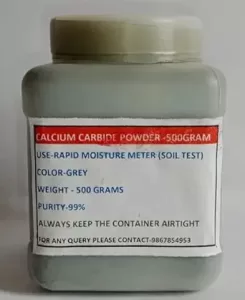 CALCIUM CARBIDE POWDER -500GRAM
USE-RAPID MOISTURE METER (SOIL TEST)
COLOR-GREY
WEIGHT - 500 GRAMS
PURITY-99%
ALWAYS KEEP THE CONTAINER AIRTIGHT
FOR ANY QUERY PLEASE CONTACT-9867854953